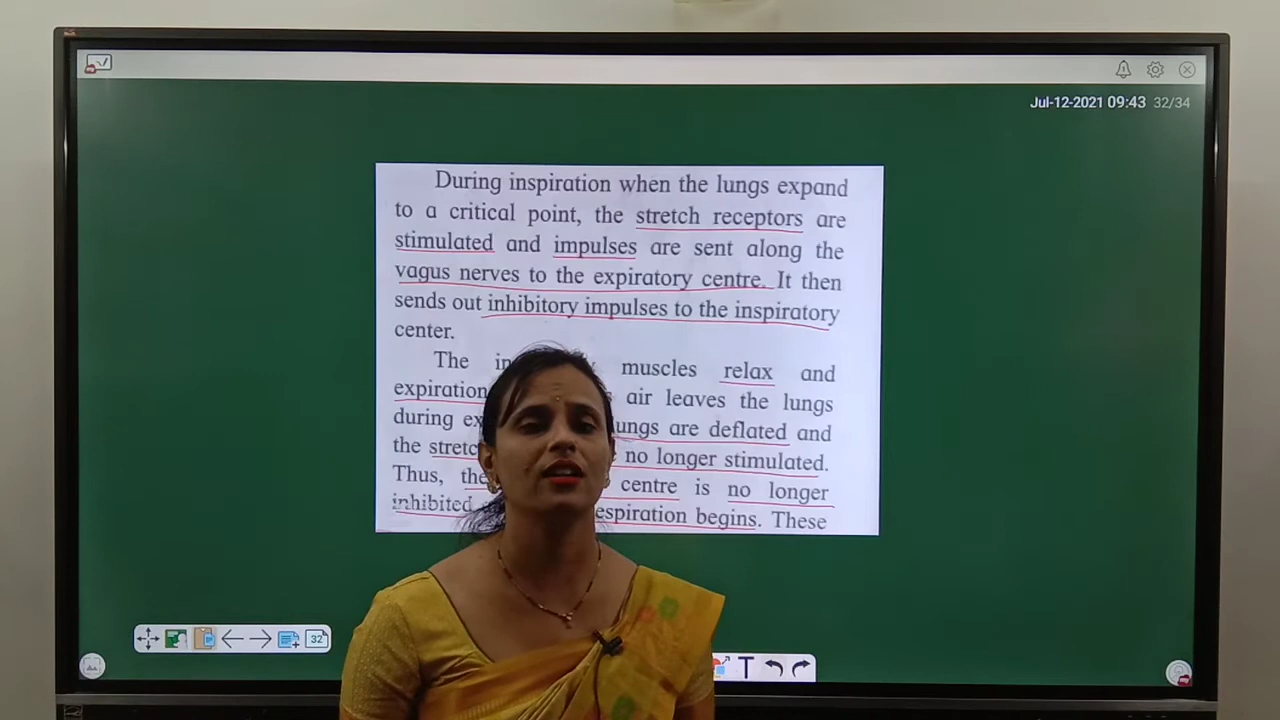 Jul-12-2021 09:43 32/34
During inspiration when the lungs expand
to a critical point, the stretch receptors are
stimulated and impulses are sent along the
vagus nerves to the expiratory centre. It then
sends out inhibitory impulses to the inspiratory
center.
The muscles relax and
expiration air leaves the lungs
during lungs are deflated and
the no longer stimulated.
Thus, centre is no longer
inhibited respiration begins. These
32
T